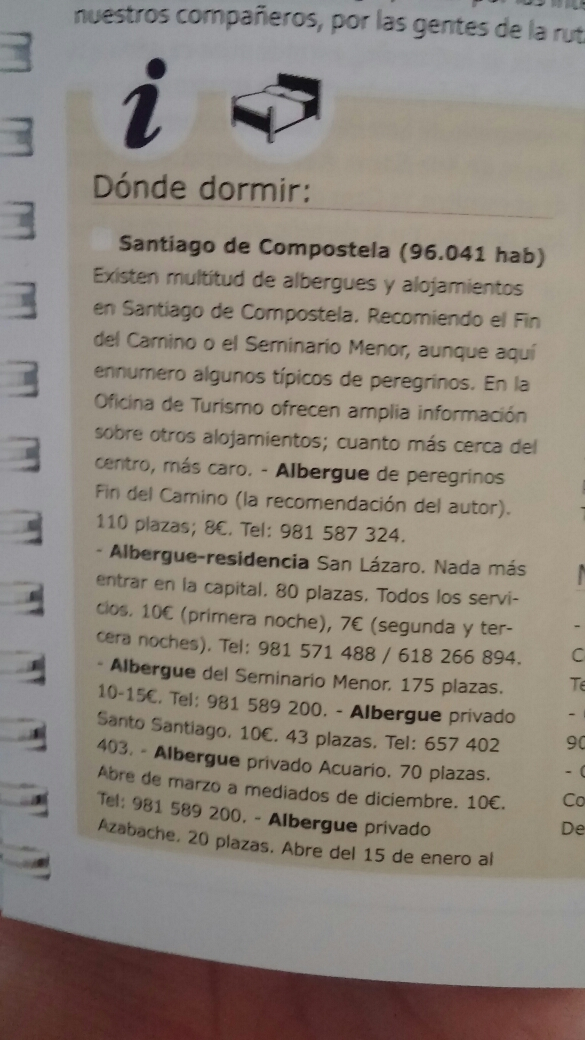 nuestros compañeros, por las gentes de la rut
i
Dónde dormir:
Santiago de Compostela (96.041 hab)
Existen multitud de albergues y alojamientos
en Santiago de Compostela. Recomiendo el Fin
del Camino o el Seminario Menor, aunque aquí
ennumero algunos típicos de peregrinos. En la
Oficina de Turismo ofrecen amplia información
sobre otros alojamientos; cuanto más cerca del
centro, más caro. - Albergue de peregrinos
Fin del Camino (la recomendación del autor).
110 plazas; 8€. Tel: 981 587 324.
- Albergue-residencia San Lázaro. Nada más
entrar en la capital. 80 plazas. Todos los servi-
cios. 10€ (primera noche), 7€ (segunda y ter-
cera noches). Tel: 981 571 488 / 618 266 894.
- Albergue del Seminario Menor. 175 plazas.
10-15€. Tel: 981 589 200. - Albergue privado
Santo Santiago. 10€. 43 plazas. Tel: 657 402
403. - Albergue privado Acuario. 70 plazas.
Abre de marzo a mediados de diciembre. 10€.
Tel: 981 589 200. - Albergue privado
Azabache. 20 plazas. Abre del 15 de enero al
-
C
Te
-
90
- C
Co
De